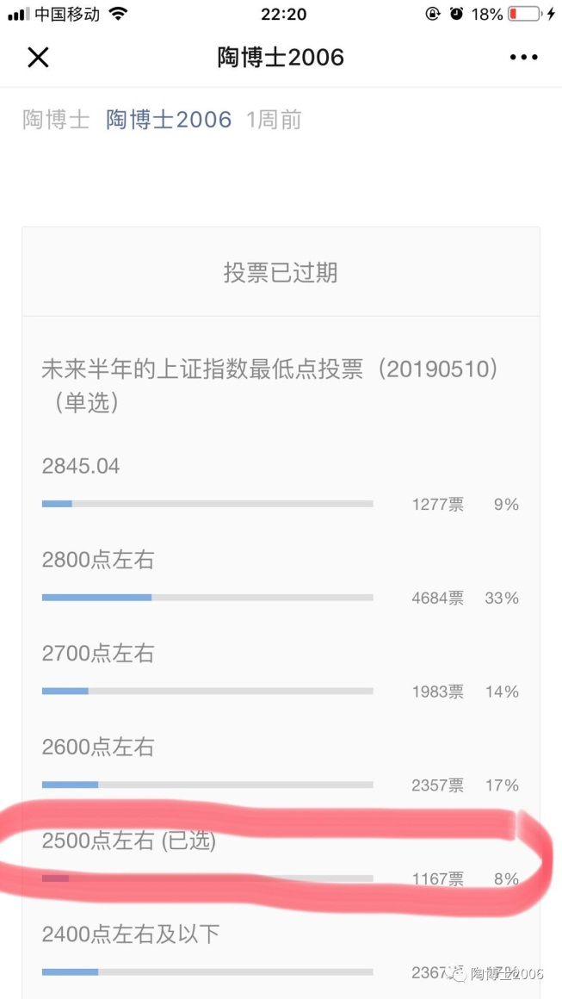 中国移动 22:20 18%
陶博士2006
陶博士 陶博士2006 1周前
投票已过期
未来半年的上证指数最低点投票（20190510）
（单选）
2845.04
1277票 9%
2800点左右
4684票 33%
2700点左右
1983票 14%
2600点左右
2357票 17%
2500点左右 (已选)
1167票 8%
2400点左右及以下
2367
陶博士2006